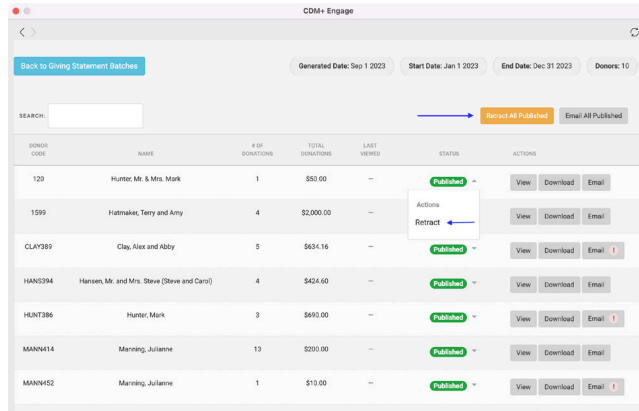 CDM+ Engage
Back to Giving Statement Batches
Generated Date: Sep 1 2023
Start Date: Jan 1 2023
End Date: Dec 31 2023
Donors: 10
SEARCH:
Retract All Published
Email All Published
DONOR CODE NAME # OF DONATIONS TOTAL DONATIONS LAST VIEWED STATUS ACTIONS
120 Hunter, Mr. & Mrs. Mark 1 $50.00 — Published View Download Email
Actions
Retract
1599 Hatmaker, Terry and Amy 4 $2,000.00 — View Download Email
CLAY389 Clay, Alex and Abby 5 $634.16 — Published View Download Email !
HANS394 Hansen, Mr. and Mrs. Steve (Steve and Carol) 4 $424.60 — Published View Download Email
HUNT386 Hunter, Mark 3 $690.00 — Published View Download Email !
MANN414 Manning, Julianne 13 $200.00 — Published View Download Email
MANN452 Manning, Julianne 1 $10.00 — Published View Download Email !